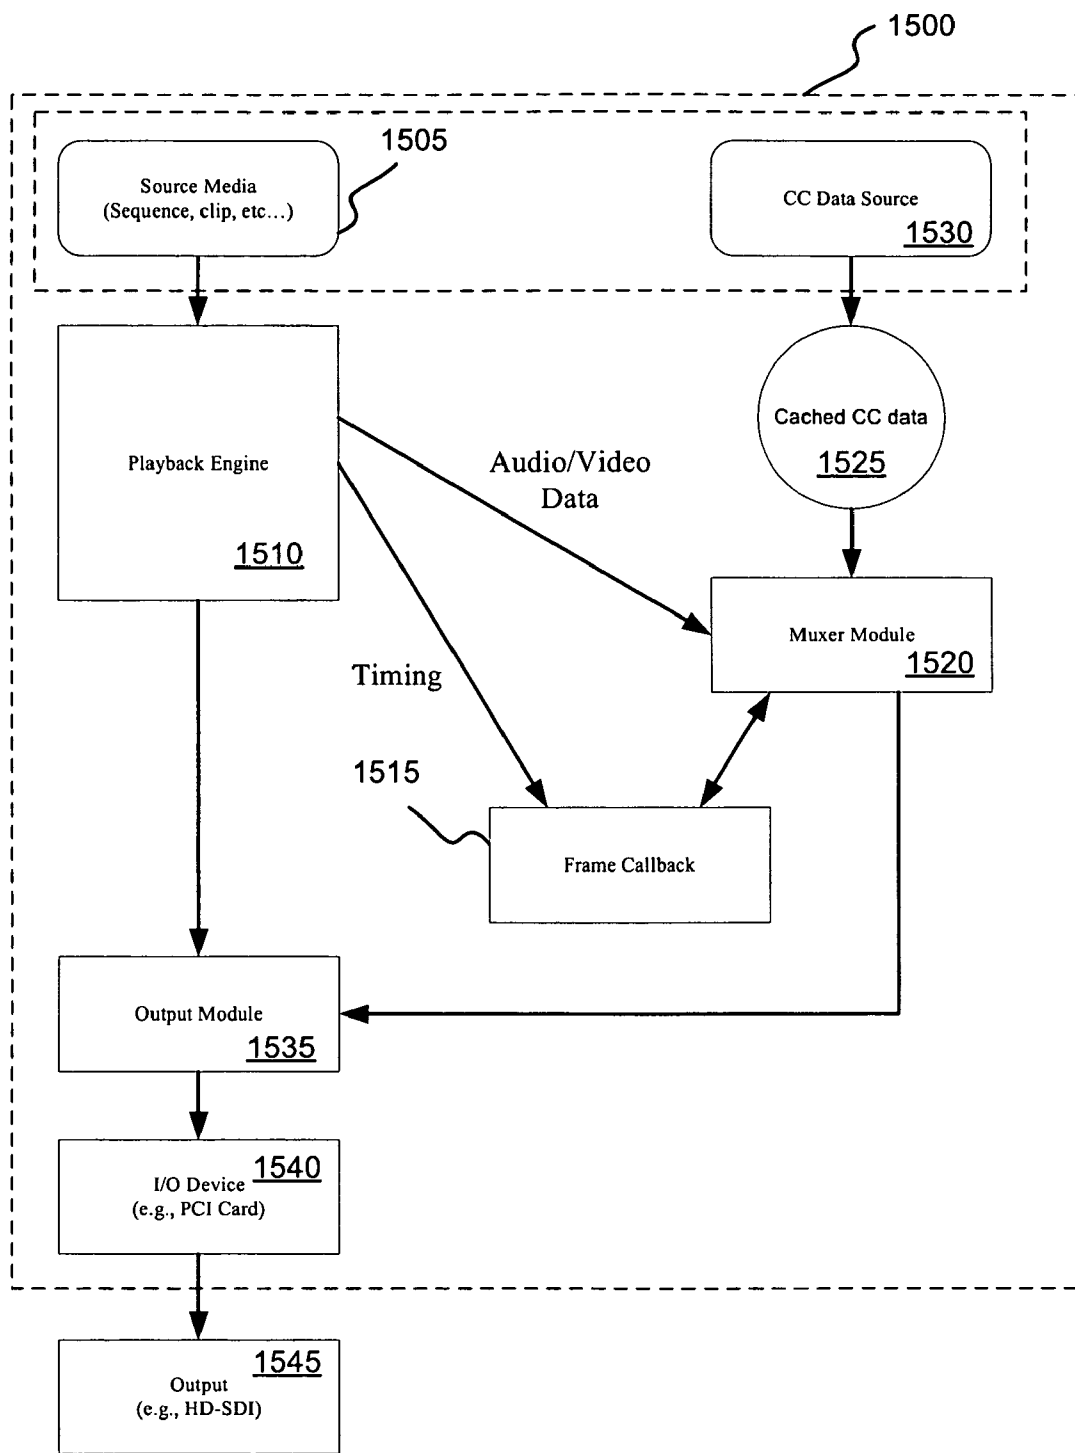 1500
1505
Source Media
(Sequence, clip, etc...)
CC Data Source
1530
Playback Engine
1510
Audio/Video
Data
Cached CC data
1525
Muxer Module
1520
Timing
1515
Frame Callback
Output Module
1535
1540
I/O Device
(e.g., PCI Card)
1545
Output
(e.g., HD-SDI)